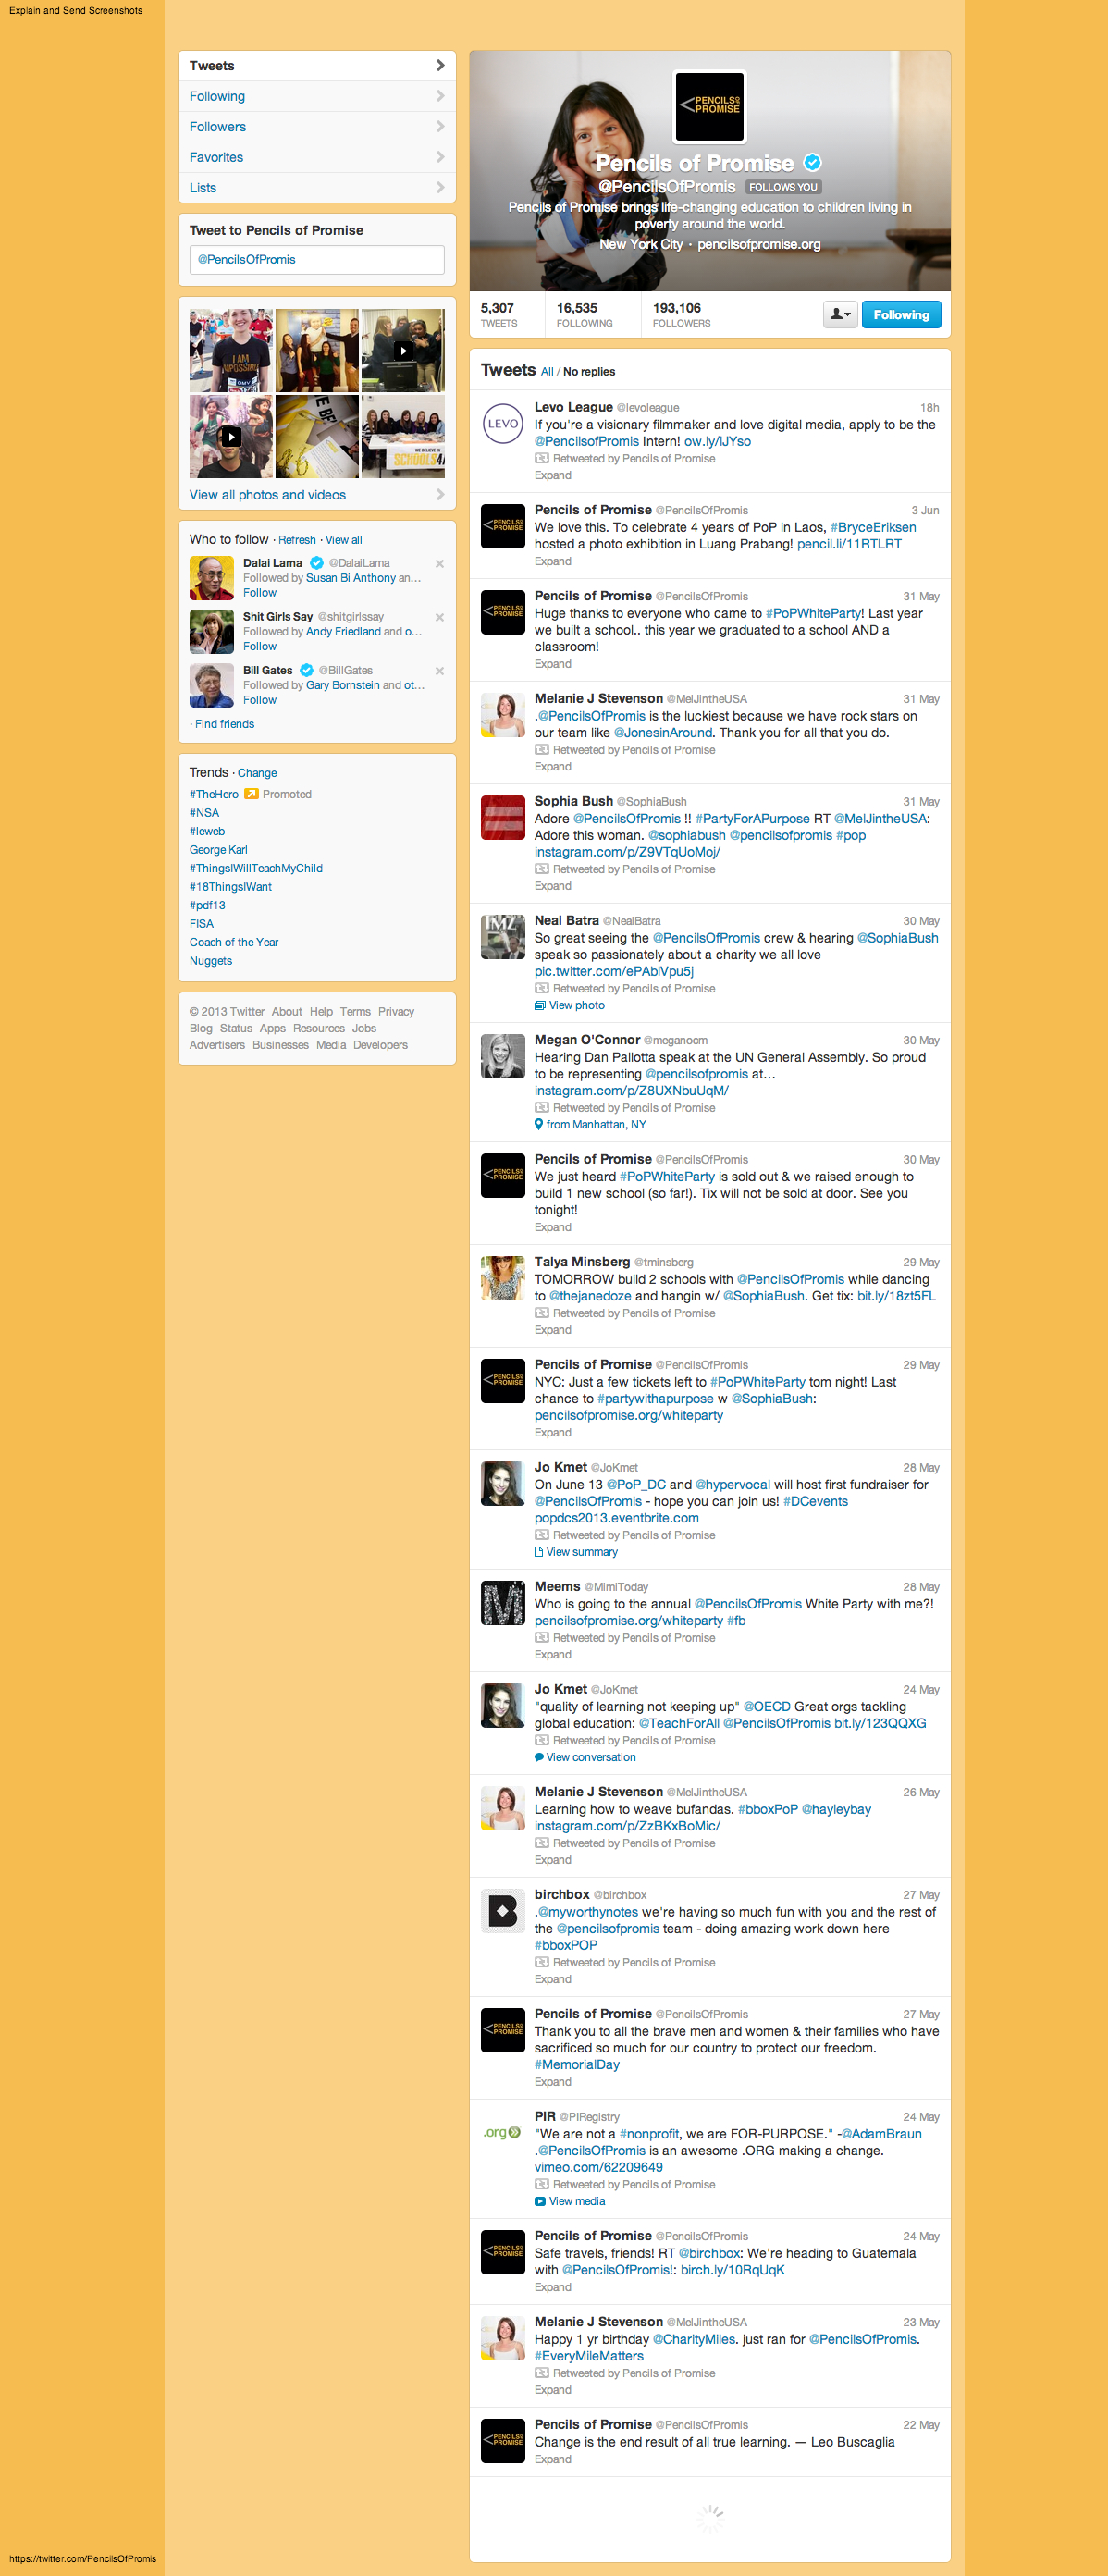 Explain and Send Screenshots
Tweets
Following
Followers
Favorites
Lists
Tweet to Pencils of Promise
@PencilsOfPromis
I AM
IMPOSSIBLE
WE BELIEVE IN
SCHOOLS4A
View all photos and videos
Who to follow · Refresh · View all
Dalai Lama @DalaiLama
Followed by Susan Bi Anthony an...
Follow
Shit Girls Say @shitgirlssay
Followed by Andy Friedland and o...
Follow
Bill Gates @BillGates
Followed by Gary Bornstein and ot...
Follow
· Find friends
Trends · Change
#TheHero Promoted
#NSA
#leweb
George Karl
#ThingsIWillTeachMyChild
#18ThingsIWant
#pdf13
FISA
Coach of the Year
Nuggets
© 2013 Twitter About Help Terms Privacy
Blog Status Apps Resources Jobs
Advertisers Businesses Media Developers
PENCILS OF
PROMISE
Pencils of Promise
@PencilsOfPromis FOLLOWS YOU
Pencils of Promise brings life-changing education to children living in
poverty around the world.
New York City · pencilsofpromise.org
5,307 16,535 193,106
TWEETS FOLLOWING FOLLOWERS
Following
Tweets All / No replies
LEVO
Levo League @levoleague 18h
If you're a visionary filmmaker and love digital media, apply to be the
@PencilsofPromis Intern! ow.ly/lJYso
Retweeted by Pencils of Promise
Expand
Pencils of Promise @PencilsOfPromis 3 Jun
We love this. To celebrate 4 years of PoP in Laos, #BryceEriksen
hosted a photo exhibition in Luang Prabang! pencil.li/11RTLRT
Expand
Pencils of Promise @PencilsOfPromis 31 May
Huge thanks to everyone who came to #PoPWhiteParty! Last year
we built a school.. this year we graduated to a school AND a
classroom!
Expand
Melanie J Stevenson @MelJintheUSA 31 May
.@PencilsOfPromis is the luckiest because we have rock stars on
our team like @JonesinAround. Thank you for all that you do.
Retweeted by Pencils of Promise
Expand
Sophia Bush @SophiaBush 31 May
Adore @PencilsOfPromis !! #PartyForAPurpose RT @MelJintheUSA:
Adore this woman. @sophiabush @pencilsofpromis #pop
instagram.com/p/Z9VTqUoMoj/
Retweeted by Pencils of Promise
Expand
Neal Batra @NealBatra 30 May
So great seeing the @PencilsOfPromis crew & hearing @SophiaBush
speak so passionately about a charity we all love
pic.twitter.com/ePAblVpu5j
Retweeted by Pencils of Promise
View photo
Megan O'Connor @meganocm 30 May
Hearing Dan Pallotta speak at the UN General Assembly. So proud
to be representing @pencilsofpromis at...
instagram.com/p/Z8UXNbuUqM/
Retweeted by Pencils of Promise
from Manhattan, NY
Pencils of Promise @PencilsOfPromis 30 May
We just heard #PoPWhiteParty is sold out & we raised enough to
build 1 new school (so far!). Tix will not be sold at door. See you
tonight!
Expand
Talya Minsberg @tminsberg 29 May
TOMORROW build 2 schools with @PencilsOfPromis while dancing
to @thejanedoze and hangin w/ @SophiaBush. Get tix: bit.ly/18zt5FL
Retweeted by Pencils of Promise
Expand
Pencils of Promise @PencilsOfPromis 29 May
NYC: Just a few tickets left to #PoPWhiteParty tom night! Last
chance to #partywithapurpose w @SophiaBush:
pencilsofpromise.org/whiteparty
Expand
Jo Kmet @JoKmet 28 May
On June 13 @PoP_DC and @hypervocal will host first fundraiser for
@PencilsOfPromis - hope you can join us! #DCevents
popdcs2013.eventbrite.com
Retweeted by Pencils of Promise
View summary
Meems @MimiToday 28 May
Who is going to the annual @PencilsOfPromis White Party with me?!
pencilsofpromise.org/whiteparty #fb
Retweeted by Pencils of Promise
Expand
Jo Kmet @JoKmet 24 May
"quality of learning not keeping up" @OECD Great orgs tackling
global education: @TeachForAll @PencilsOfPromis bit.ly/123QQXG
Retweeted by Pencils of Promise
View conversation
Melanie J Stevenson @MelJintheUSA 26 May
Learning how to weave bufandas. #bboxPoP @hayleybay
instagram.com/p/ZzBKxBoMic/
Retweeted by Pencils of Promise
Expand
birchbox @birchbox 27 May
.@myworthynotes we're having so much fun with you and the rest of
the @pencilsofpromis team - doing amazing work down here
#bboxPOP
Retweeted by Pencils of Promise
Expand
Pencils of Promise @PencilsOfPromis 27 May
Thank you to all the brave men and women & their families who have
sacrificed so much for our country to protect our freedom.
#MemorialDay
Expand
.org
PIR @PIRegistry 24 May
"We are not a #nonprofit, we are FOR-PURPOSE." -@AdamBraun
.@PencilsOfPromis is an awesome .ORG making a change.
vimeo.com/62209649
Retweeted by Pencils of Promise
View media
Pencils of Promise @PencilsOfPromis 24 May
Safe travels, friends! RT @birchbox: We're heading to Guatemala
with @PencilsOfPromis!: birch.ly/10RqUqK
Expand
Melanie J Stevenson @MelJintheUSA 23 May
Happy 1 yr birthday @CharityMiles. just ran for @PencilsOfPromis.
#EveryMileMatters
Retweeted by Pencils of Promise
Expand
Pencils of Promise @PencilsOfPromis 22 May
Change is the end result of all true learning. — Leo Buscaglia
Expand
https://twitter.com/PencilsOfPromis